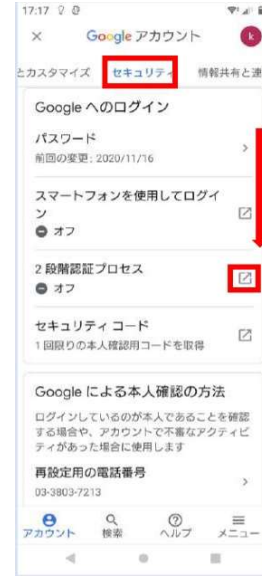 17:17
Google アカウント
k
とカスタマイズ セキュリティ 情報共有と連
Google へのログイン
パスワード
前回の変更: 2020/11/16
スマートフォンを使用してログイ
ン
オフ
2 段階認証プロセス
オフ
セキュリティ コード
1 回限りの本人確認用コードを取得
Google による本人確認の方法
ログインしているのが本人であることを確認
する場合や、アカウントで不審なアクティビ
ティがあった場合に使用します
再設定用の電話番号
03-3803-7213
アカウント 検索 ヘルプ メニュー